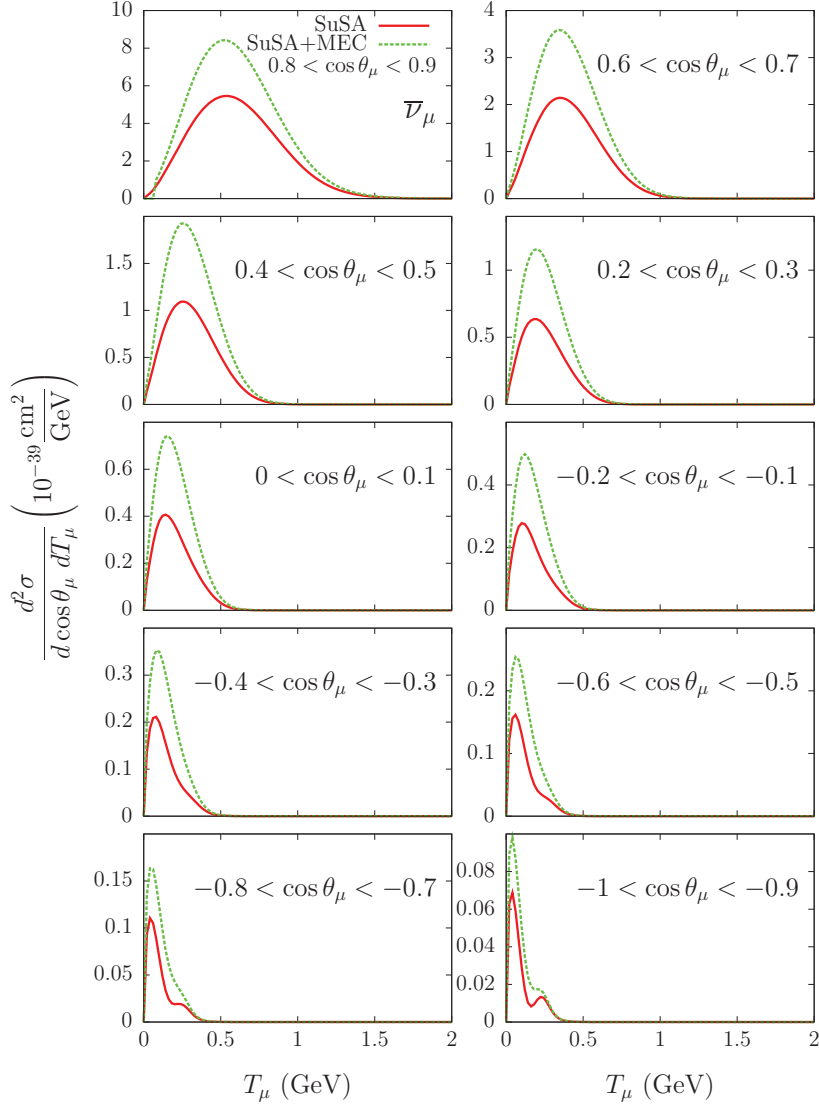 SuSA
SuSA+MEC
0.8 < cos θ_μ < 0.9
ν̅_μ
10
8
6
4
2
0
0.6 < cos θ_μ < 0.7
4
3
2
1
0
0.4 < cos θ_μ < 0.5
1.5
1
0.5
0
0.2 < cos θ_μ < 0.3
1
0.5
0
0 < cos θ_μ < 0.1
0.6
0.4
0.2
0
−0.2 < cos θ_μ < −0.1
0.4
0.2
0
−0.4 < cos θ_μ < −0.3
0.3
0.2
0.1
0
−0.6 < cos θ_μ < −0.5
0.2
0.1
0
−0.8 < cos θ_μ < −0.7
0.15
0.1
0.05
0
−1 < cos θ_μ < −0.9
0.08
0.06
0.04
0.02
0
0 0.5 1 1.5 2
0 0.5 1 1.5 2
T_μ (GeV)
T_μ (GeV)
d²σ / d cos θ_μ dT_μ (10⁻³⁹ cm² / GeV)